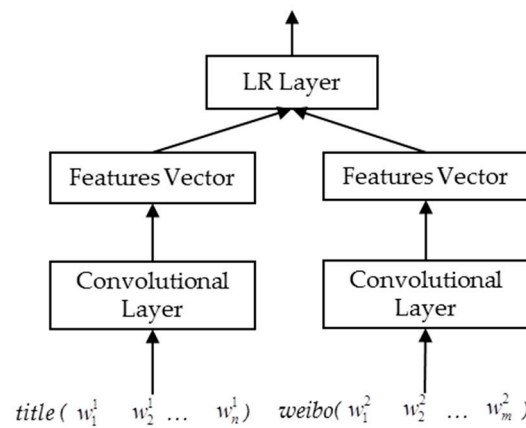 LR Layer
Features Vector Features Vector
Convolutional Layer Convolutional Layer
title ( w₁¹ w₂¹ ... wₙ¹ ) weibo( w₁² w₂² ... wₘ² )